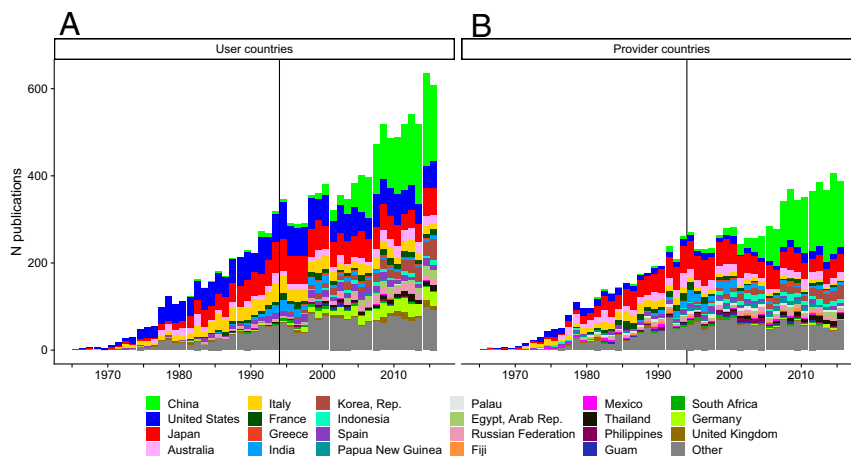 A
B
User countries
Provider countries
N publications
600
400
200
0
1970 1980 1990 2000 2010
1970 1980 1990 2000 2010
China Italy Korea, Rep. Palau Mexico South Africa
United States France Indonesia Egypt, Arab Rep. Thailand Germany
Japan Greece Spain Russian Federation Philippines United Kingdom
Australia India Papua New Guinea Fiji Guam Other